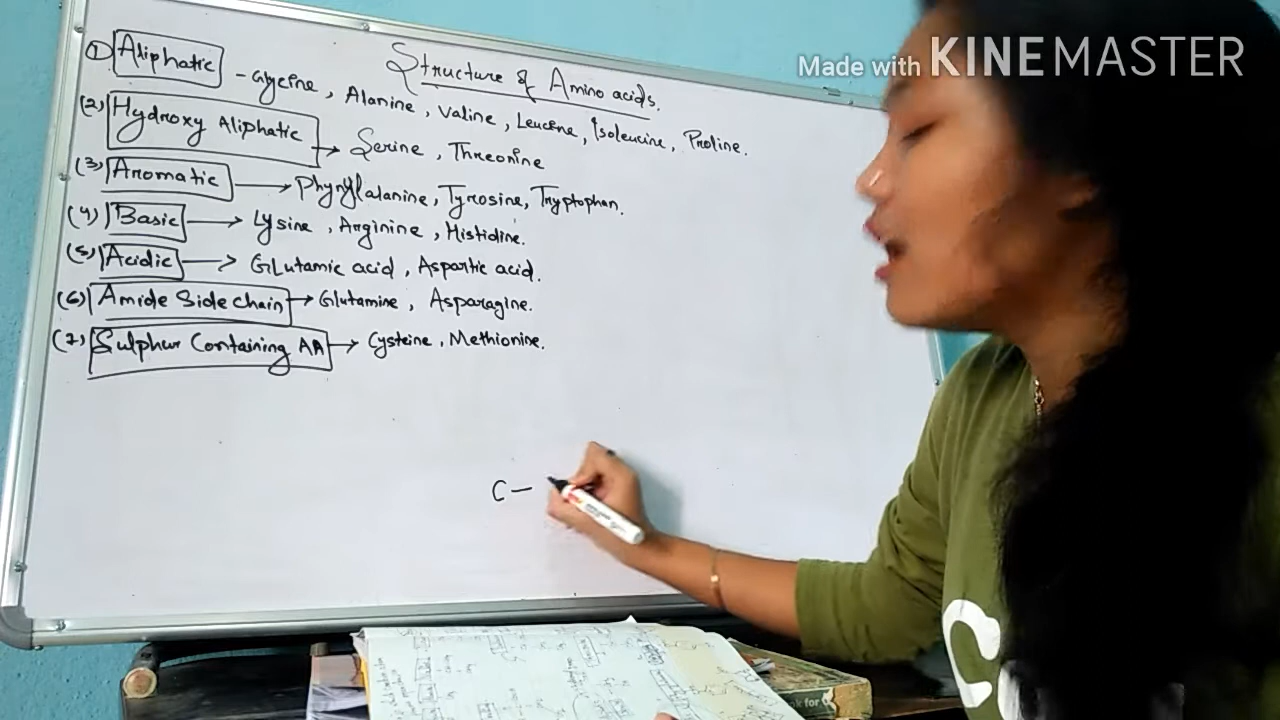 Made with KINEMASTER
Structure of Amino acids.
① Aliphatic - Glycine, Alanine, Valine, Leucine, Isoleucine, Proline.
(2) Hydroxy Aliphatic → Serine, Threonine
(3) Aromatic → Phynylalanine, Tyrosine, Tryptophan.
(4) Basic → Lysine, Arginine, Histidine.
(5) Acidic → Glutamic acid, Aspartic acid.
(6) Amide Side chain → Glutamine, Asparagine.
(7) Sulphur Containing AA → Cysteine, Methionine.
C -